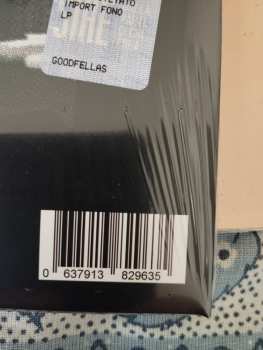 IMPORT FONO
LP
GOODFELLAS
0 637913 829635